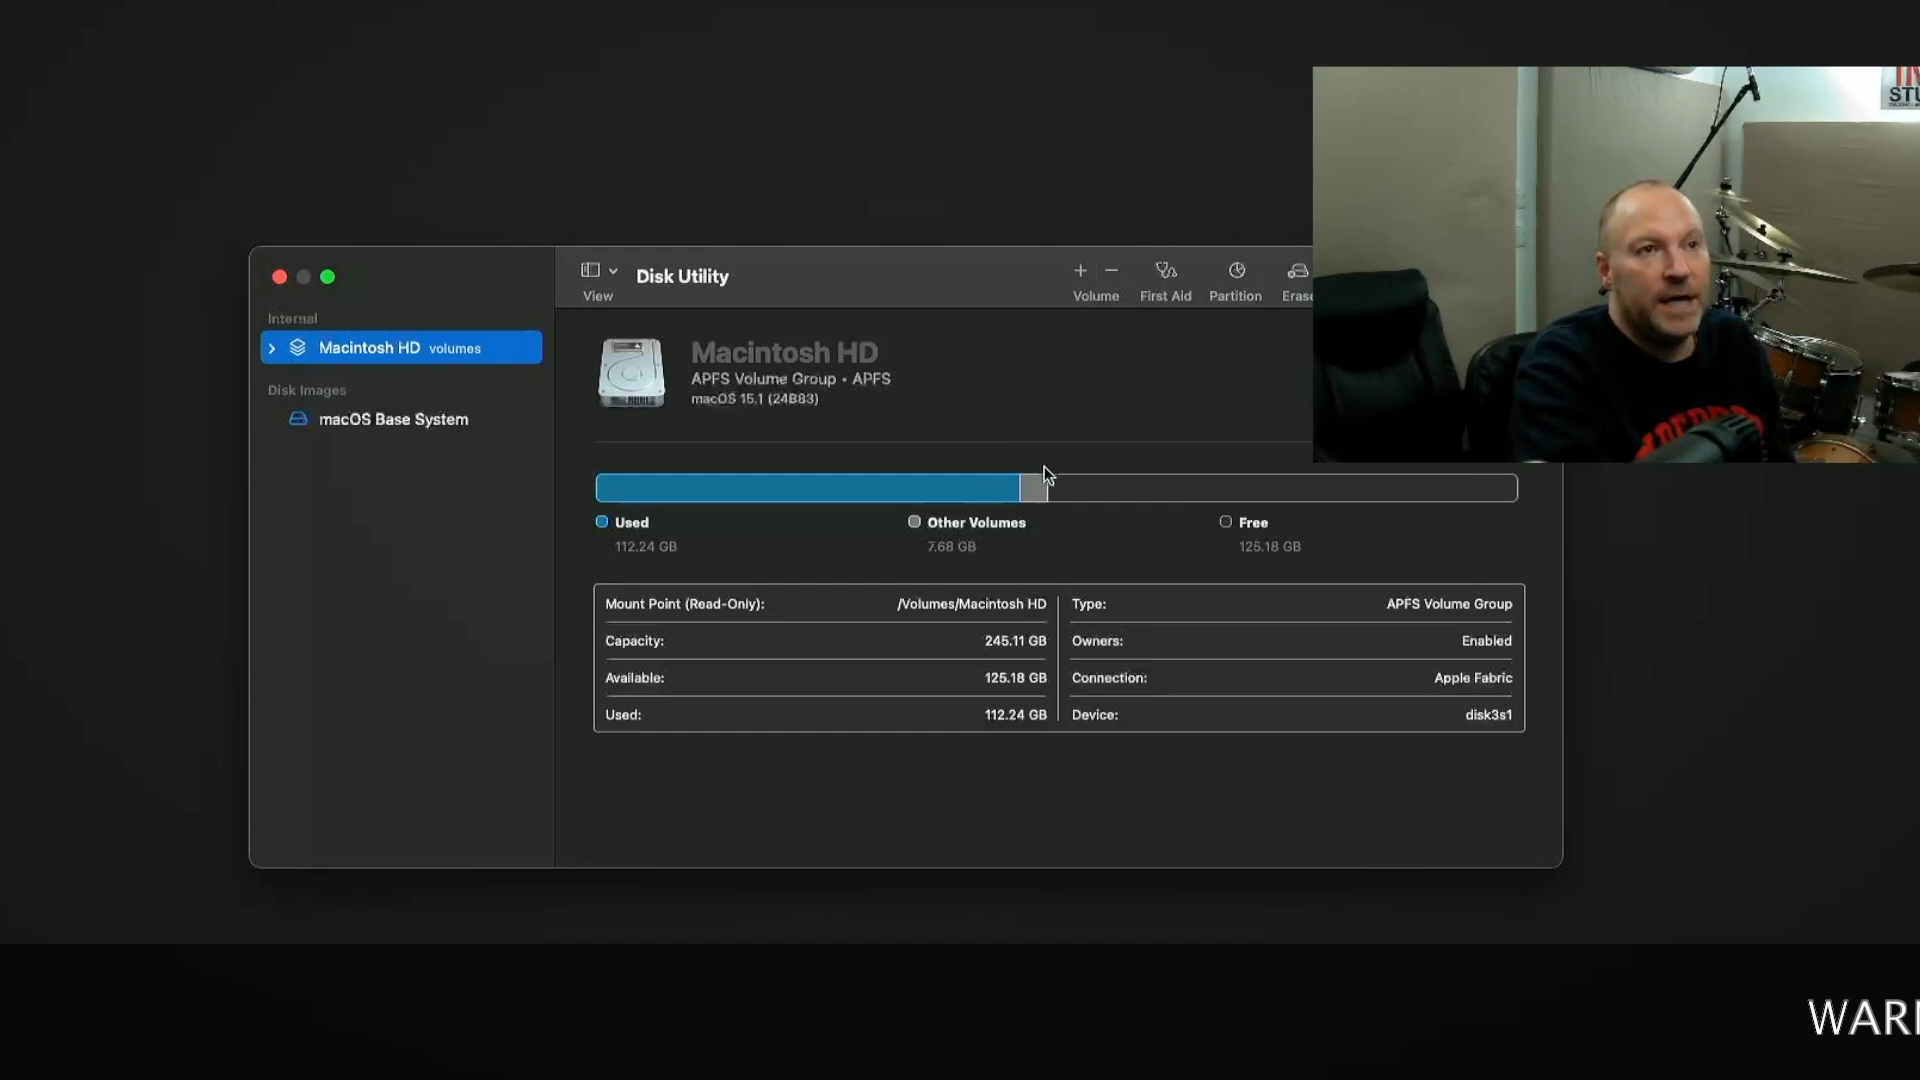 Disk Utility
View
Volume
First Aid
Partition
Internal
Macintosh HD volumes
Disk Images
macOS Base System
Macintosh HD
APFS Volume Group • APFS
macOS 15.1 (24B83)
Used
112.24 GB
Other Volumes
7.68 GB
Free
125.18 GB
Mount Point (Read-Only): /Volumes/Macintosh HD
Capacity: 245.11 GB
Available: 125.18 GB
Used: 112.24 GB
Type: APFS Volume Group
Owners: Enabled
Connection: Apple Fabric
Device: disk3s1